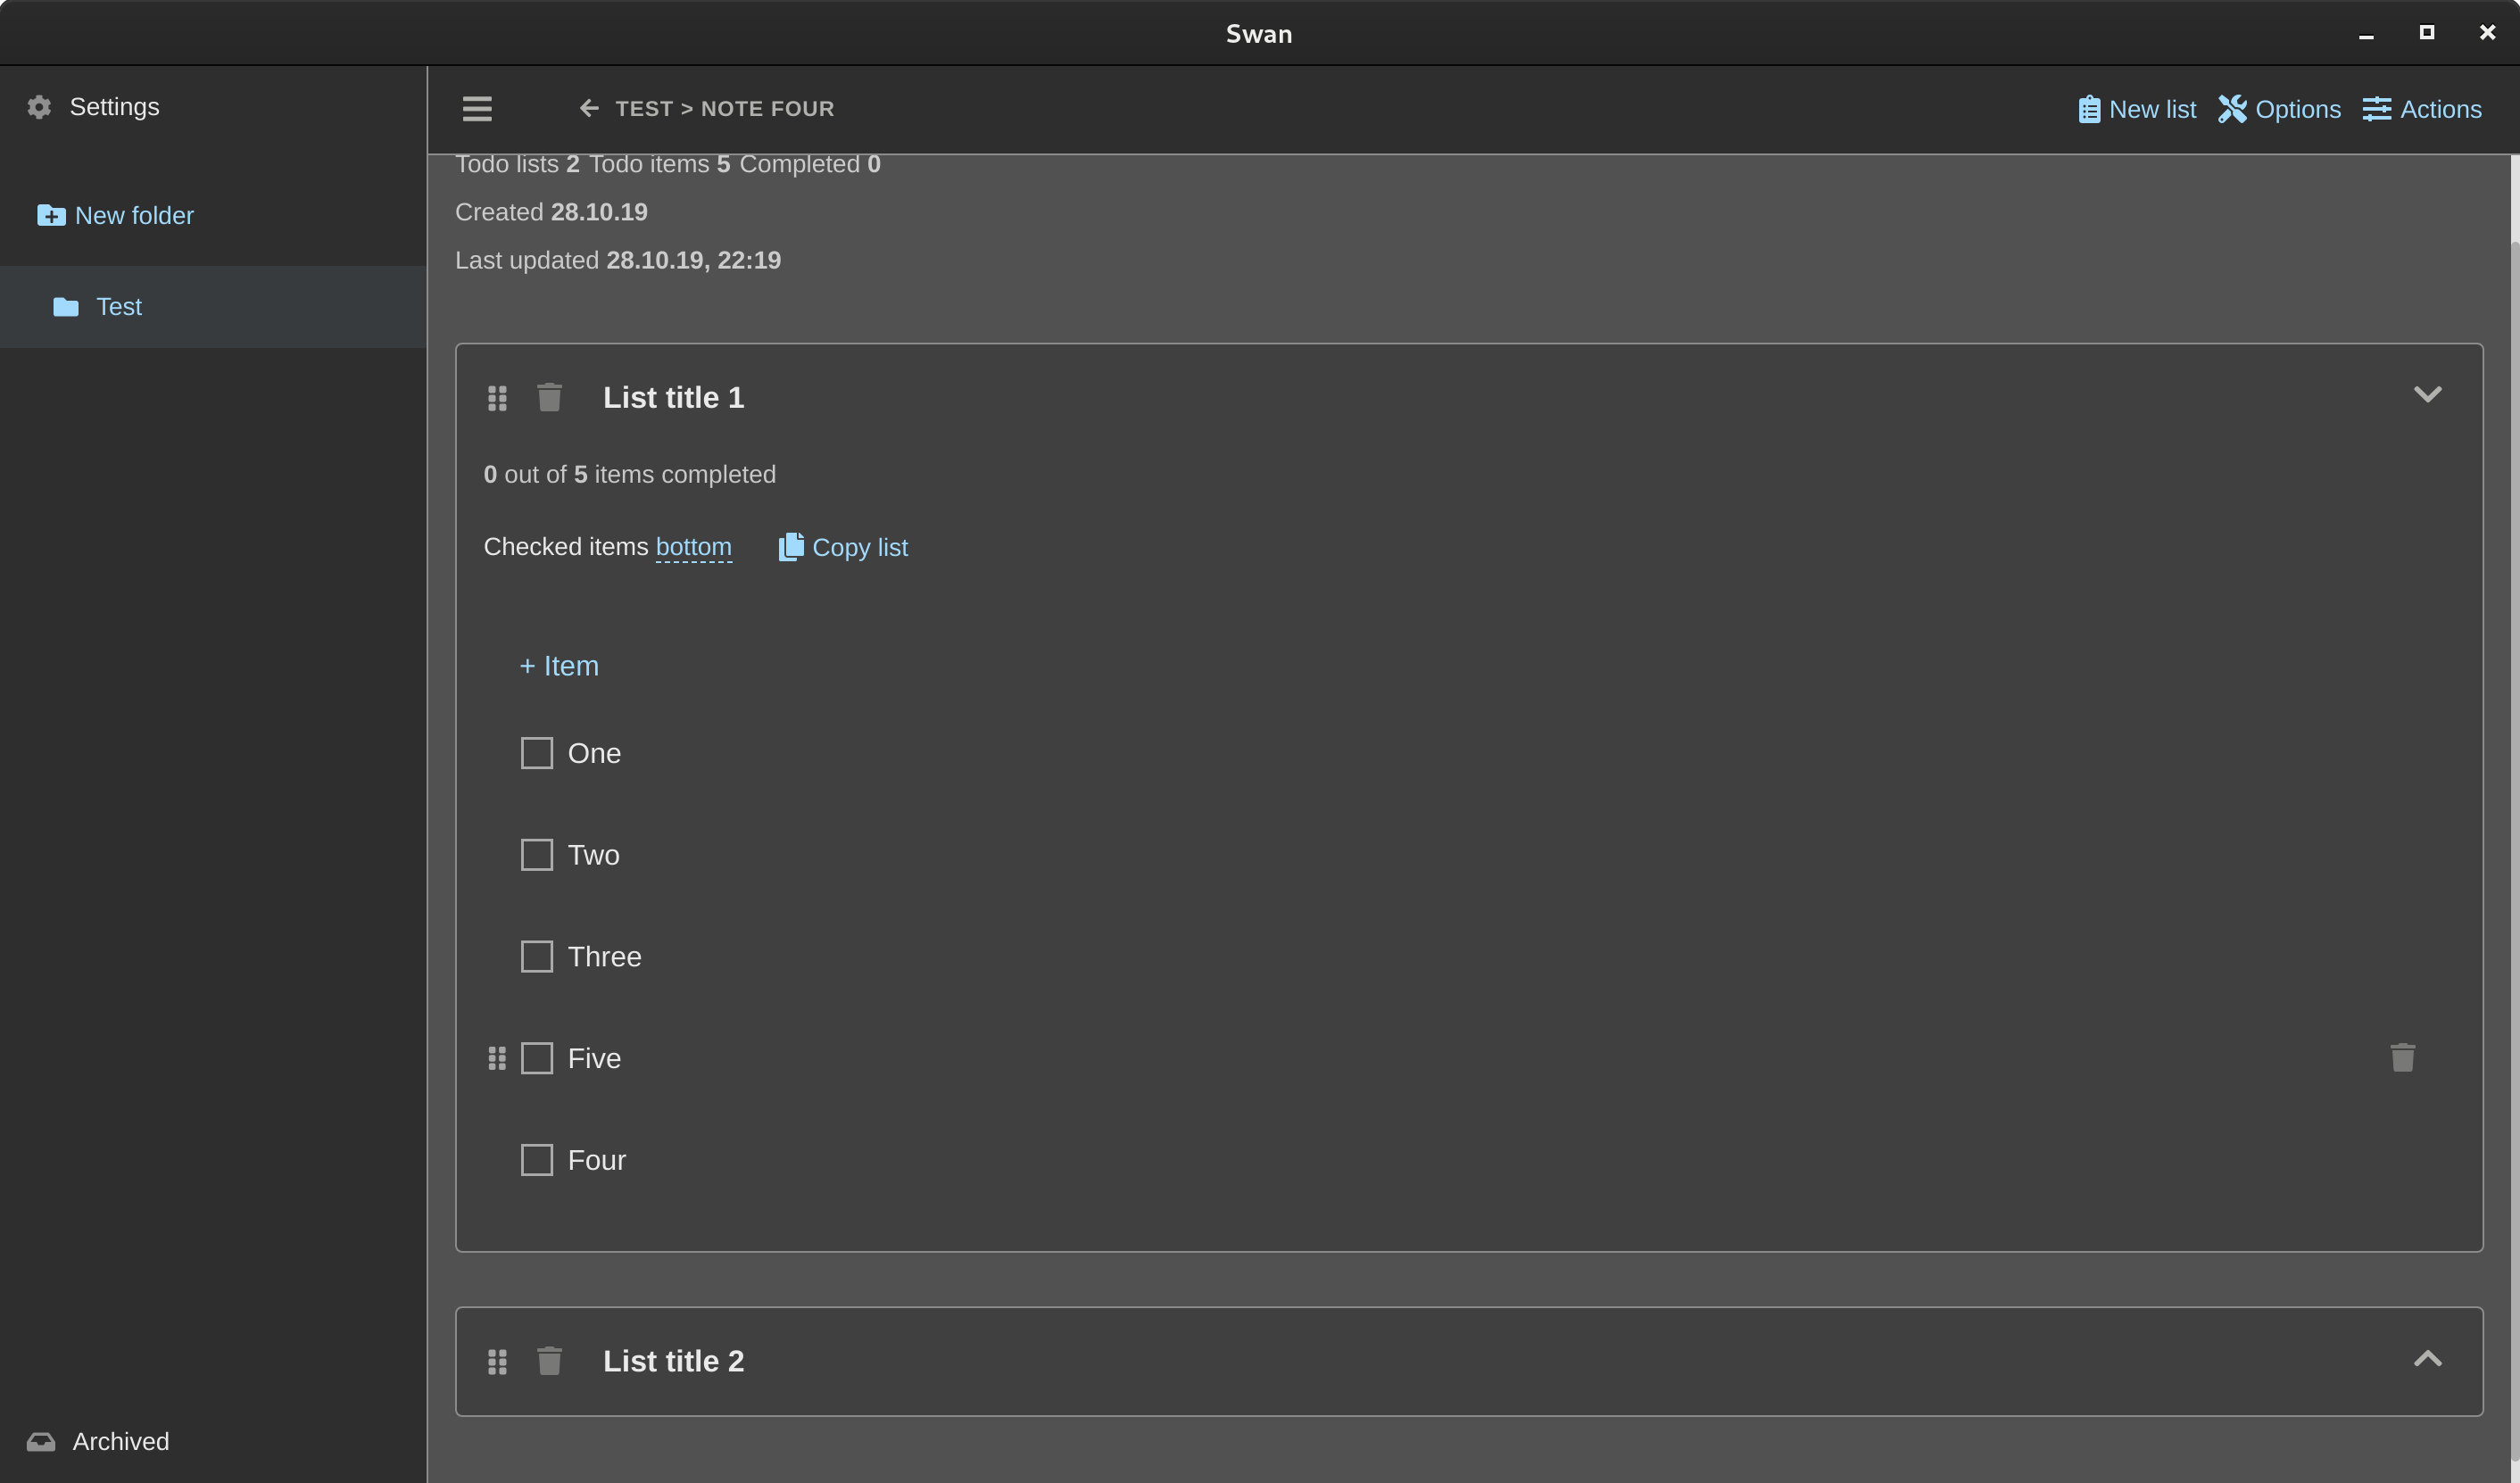 Swan
Settings
TEST > NOTE FOUR
New list Options Actions
Todo lists 2 Todo items 5 Completed 0
Created 28.10.19
New folder
Last updated 28.10.19, 22:19
Test
List title 1
0 out of 5 items completed
Checked items bottom Copy list
+ Item
One
Two
Three
Five
Four
List title 2
Archived